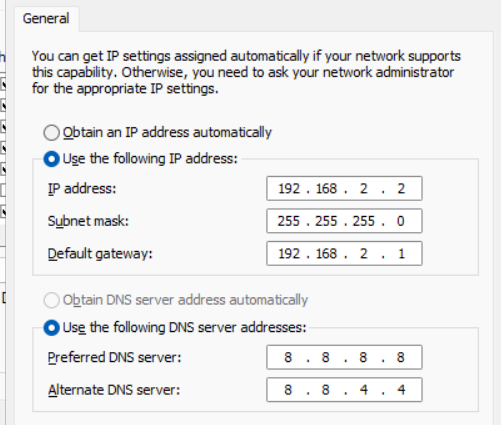 General
You can get IP settings assigned automatically if your network supports
this capability. Otherwise, you need to ask your network administrator
for the appropriate IP settings.
Obtain an IP address automatically
Use the following IP address:
IP address: 192 . 168 . 2 . 2
Subnet mask: 255 . 255 . 255 . 0
Default gateway: 192 . 168 . 2 . 1
Obtain DNS server address automatically
Use the following DNS server addresses:
Preferred DNS server: 8 . 8 . 8 . 8
Alternate DNS server: 8 . 8 . 4 . 4